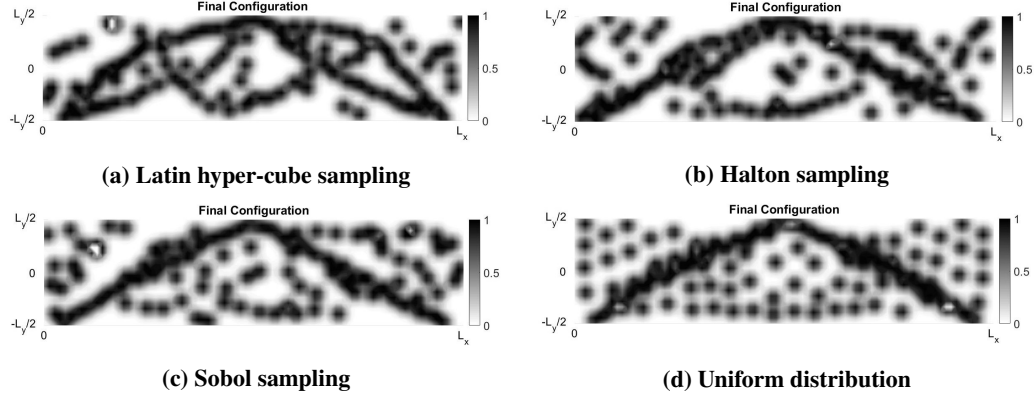 Final Configuration
L_y/2
0
-L_y/2
0
L_x
1
0.5
0
(a) Latin hyper-cube sampling
Final Configuration
L_y/2
0
-L_y/2
0
L_x
1
0.5
0
(b) Halton sampling
Final Configuration
L_y/2
0
-L_y/2
0
L_x
1
0.5
0
(c) Sobol sampling
Final Configuration
L_y/2
0
-L_y/2
0
L_x
1
0.5
0
(d) Uniform distribution